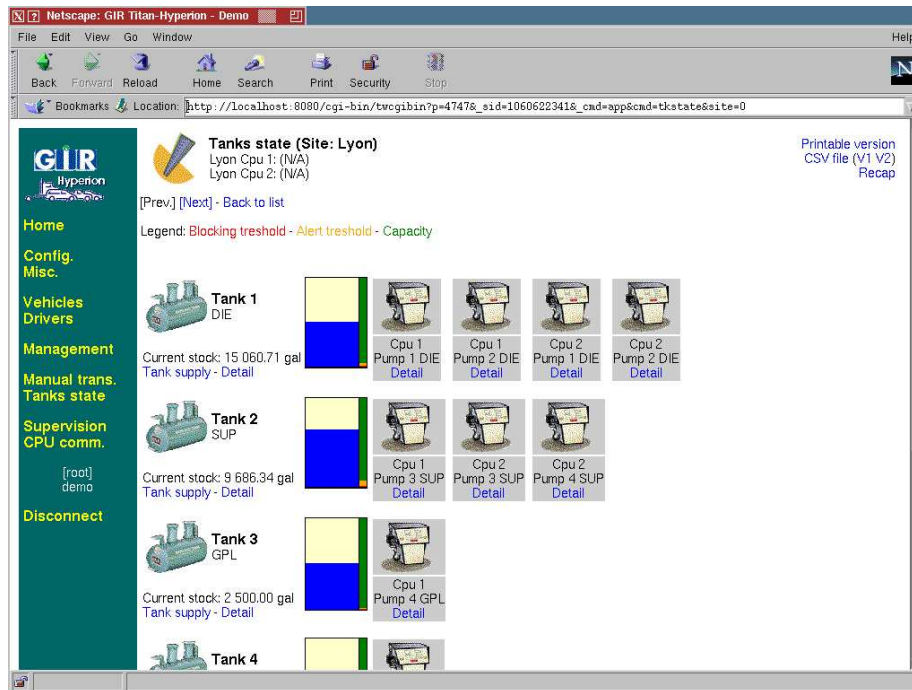 Netscape: GIR Titan-Hyperion - Demo
File Edit View Go Window Help
Back Forward Reload Home Search Print Security Stop
N
Bookmarks Location: http://localhost:8080/cgi-bin/twcgibin?p=4747&_sid=1060622341&_cmd=app&cmd=tkstate&site=0
GIR
Hyperion
Home
Config.
Misc.
Vehicles
Drivers
Management
Manual trans.
Tanks state
Supervision
CPU comm.
[root]
demo
Disconnect
Tanks state (Site: Lyon)
Lyon Cpu 1: (N/A)
Lyon Cpu 2: (N/A)
Printable version
CSV file (V1 V2)
Recap
[Prev.] [Next] - Back to list
Legend: Blocking treshold - Alert treshold - Capacity
Tank 1
DIE
Current stock: 15 060.71 gal
Tank supply - Detail
Cpu 1
Pump 1 DIE
Detail
Cpu 1
Pump 2 DIE
Detail
Cpu 2
Pump 1 DIE
Detail
Cpu 2
Pump 2 DIE
Detail
Tank 2
SUP
Current stock: 9 686.34 gal
Tank supply - Detail
Cpu 1
Pump 3 SUP
Detail
Cpu 2
Pump 3 SUP
Detail
Cpu 2
Pump 4 SUP
Detail
Tank 3
GPL
Current stock: 2 500.00 gal
Tank supply - Detail
Cpu 1
Pump 4 GPL
Detail
Tank 4